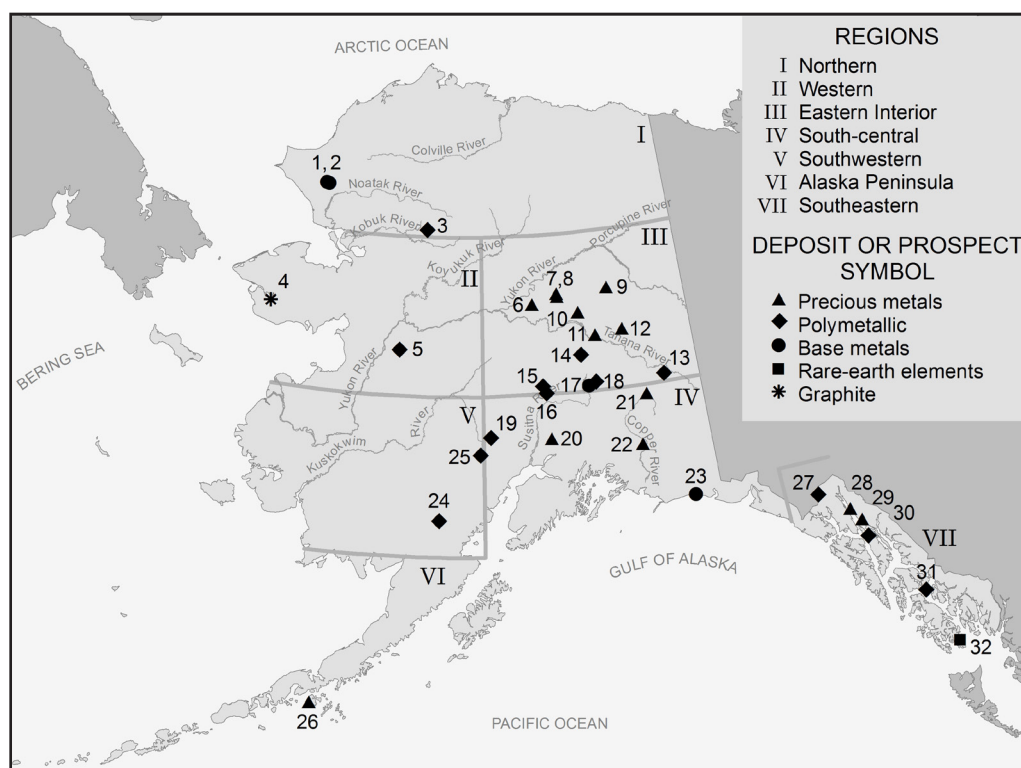 ARCTIC OCEAN
REGIONS
I Northern
II Western
III Eastern Interior
IV South-central
V Southwestern
VI Alaska Peninsula
VII Southeastern
DEPOSIT OR PROSPECT
SYMBOL
Precious metals
Polymetallic
Base metals
Rare-earth elements
Graphite
I
Colville River
1, 2
Noatak River
Kobuk River
3
Porcupine River
III
Koyukuk River
II
4
Yukon River
7, 8
9
6
10
11
12
Tanana River
5
14
13
BERING SEA
Yukon River
15
17
18
16
IV
21
Susitna River
V
19
River
Kuskokwim
25
20
22
Copper River
23
24
27
28
29
30
VII
VI
GULF OF ALASKA
31
32
26
PACIFIC OCEAN